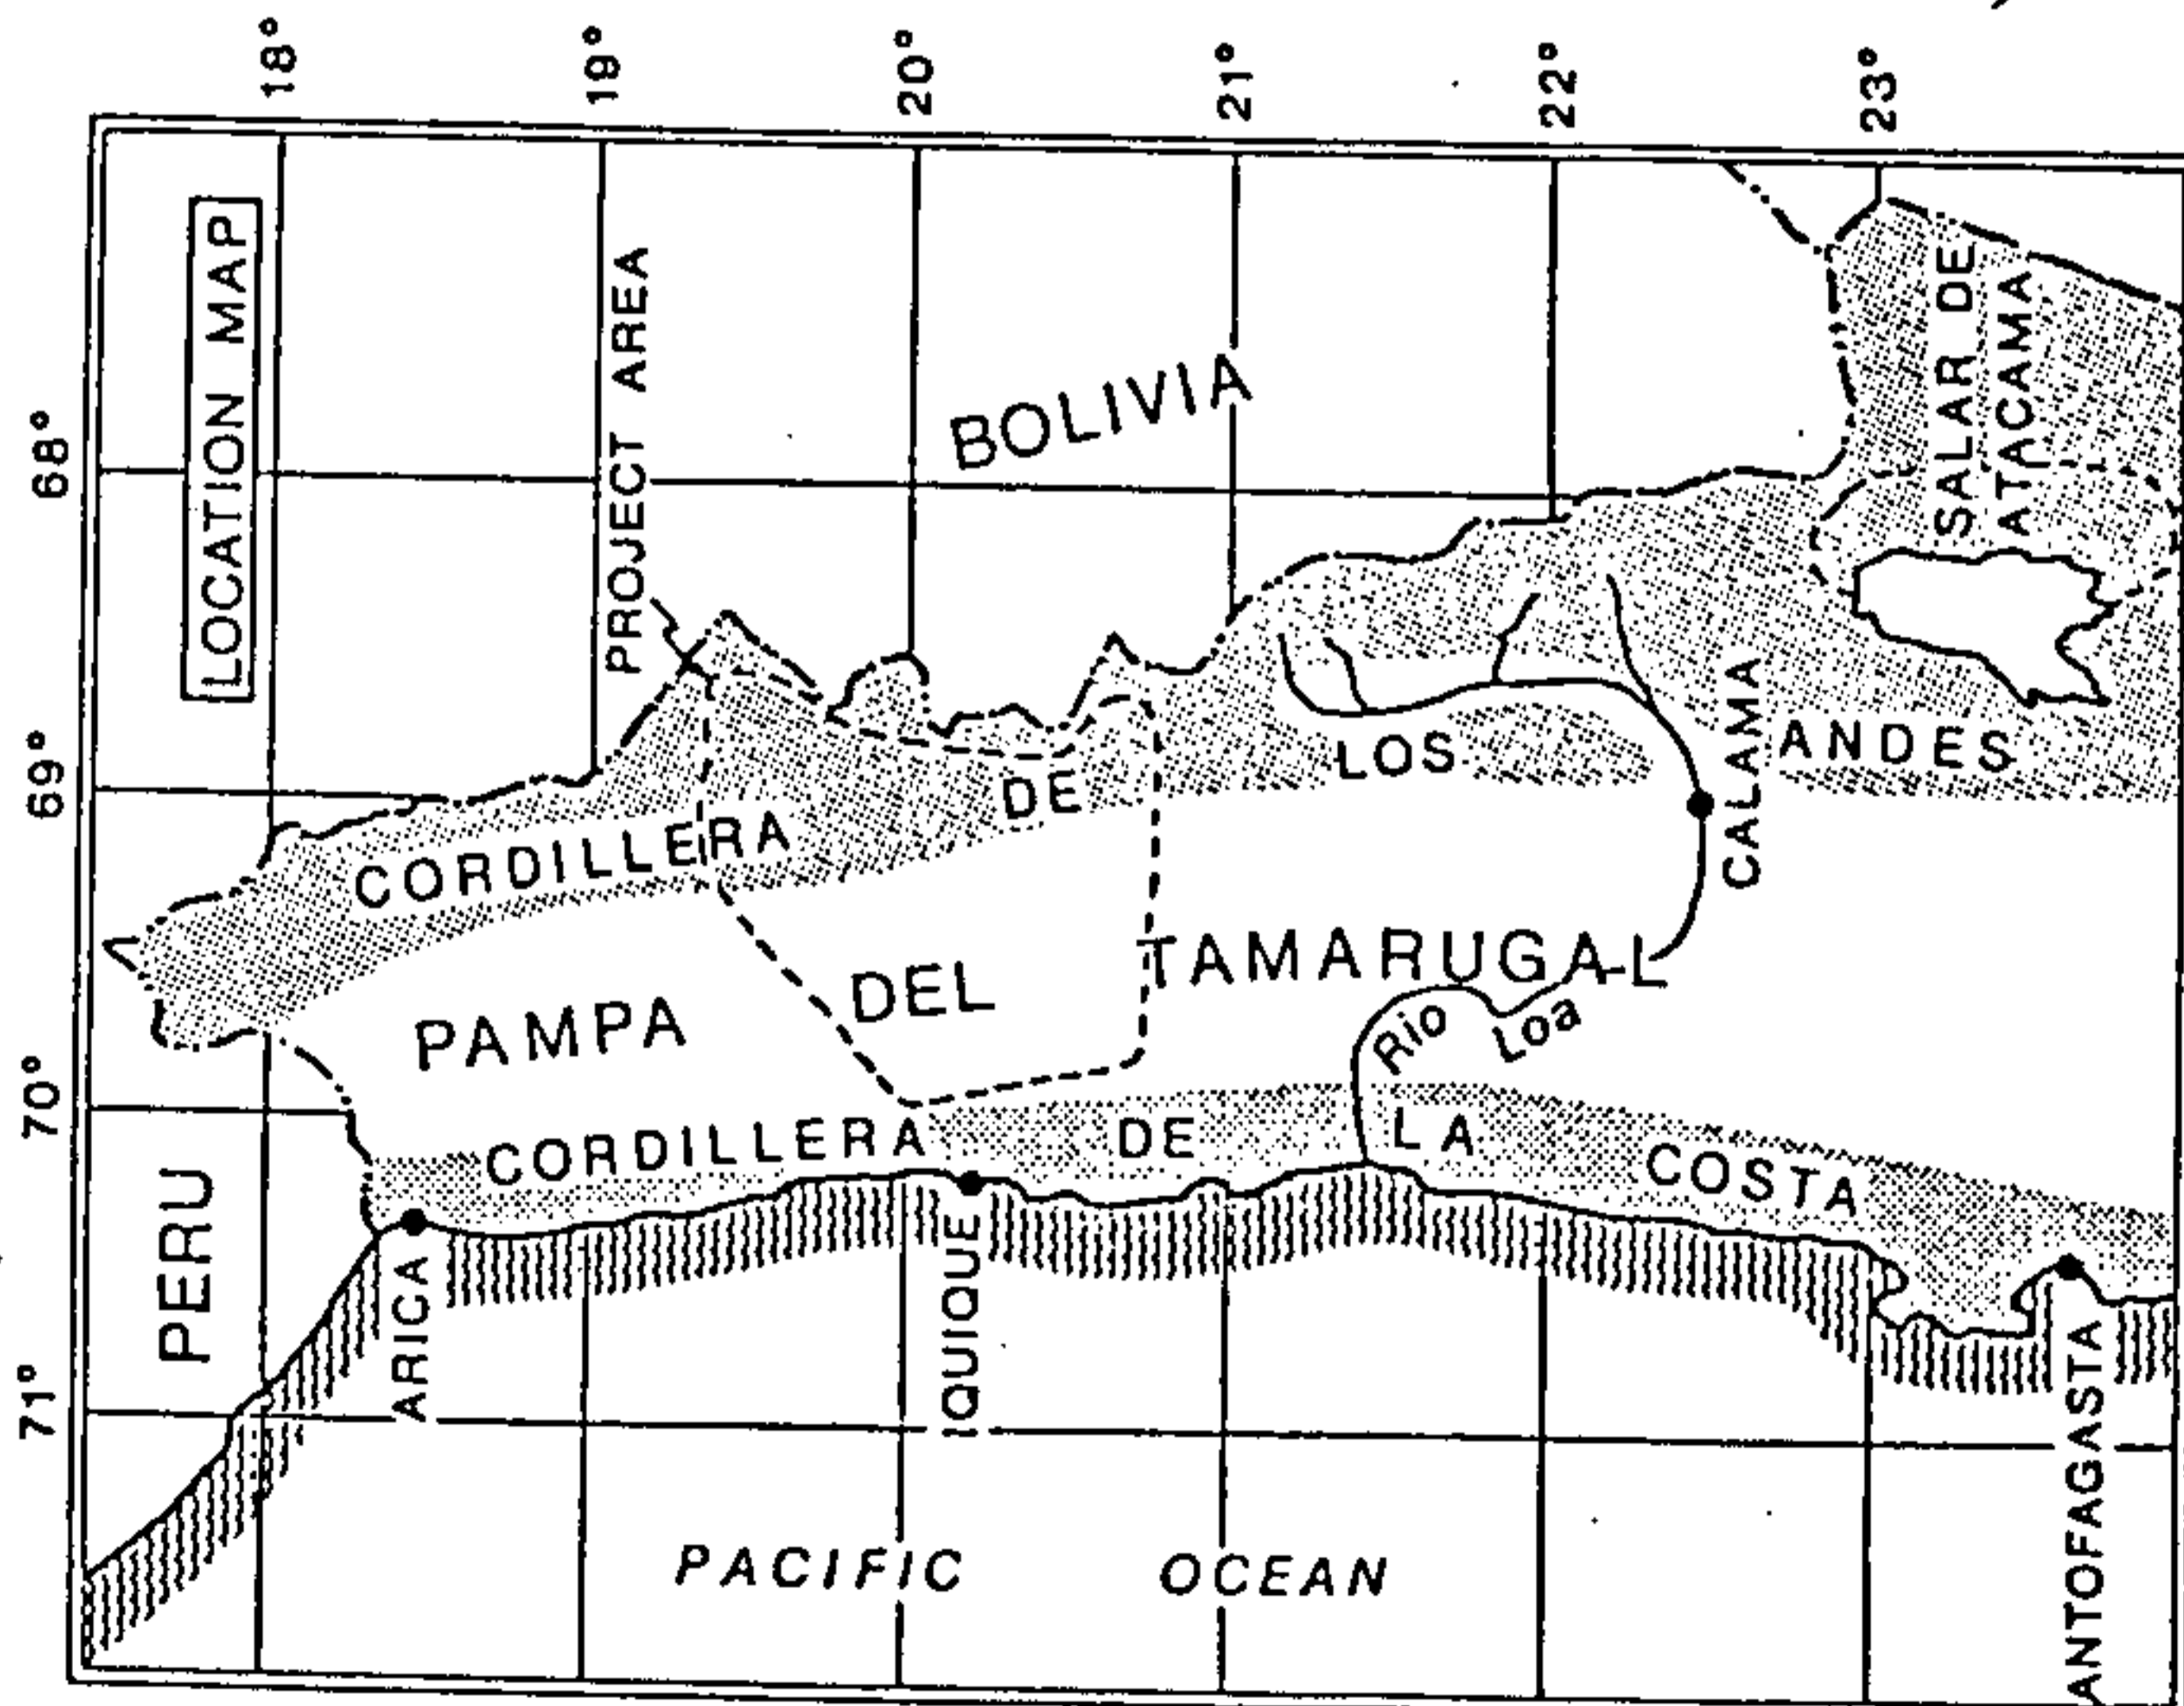 LOCATION MAP
18°
19°
20°
21°
22°
23°
68°
69°
70°
71°
PROJECT AREA
BOLIVIA
SALAR DE
ATACAMA
CORDILLERA DE LOS ANDES
CALAMA
PAMPA DEL TAMARUGAL
Rio Loa
CORDILLERA DE LA COSTA
PERU
ARICA
IQUIQUE
ANTOFAGASTA
PACIFIC OCEAN